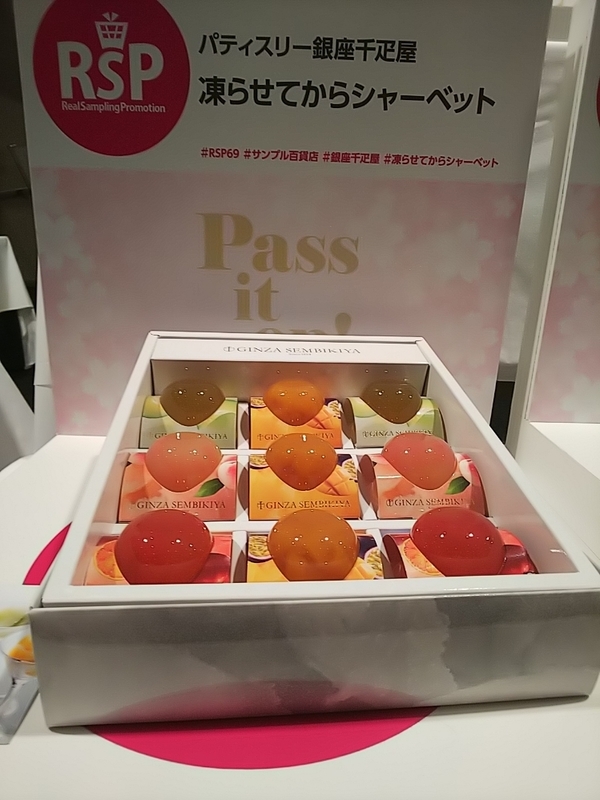 RSP
RealSamplingPromotion
パティスリー銀座千疋屋
凍らせてからシャーベット
#RSP69 #サンプル百貨店 #銀座千疋屋 #凍らせてからシャーベット
Pass
it
on!
GINZA SEMBIKIYA
GINZA SEMBIKIYA
GINZA SEMBIKIYA
GINZA SEMBIKIYA
GINZA SEMBIKIYA